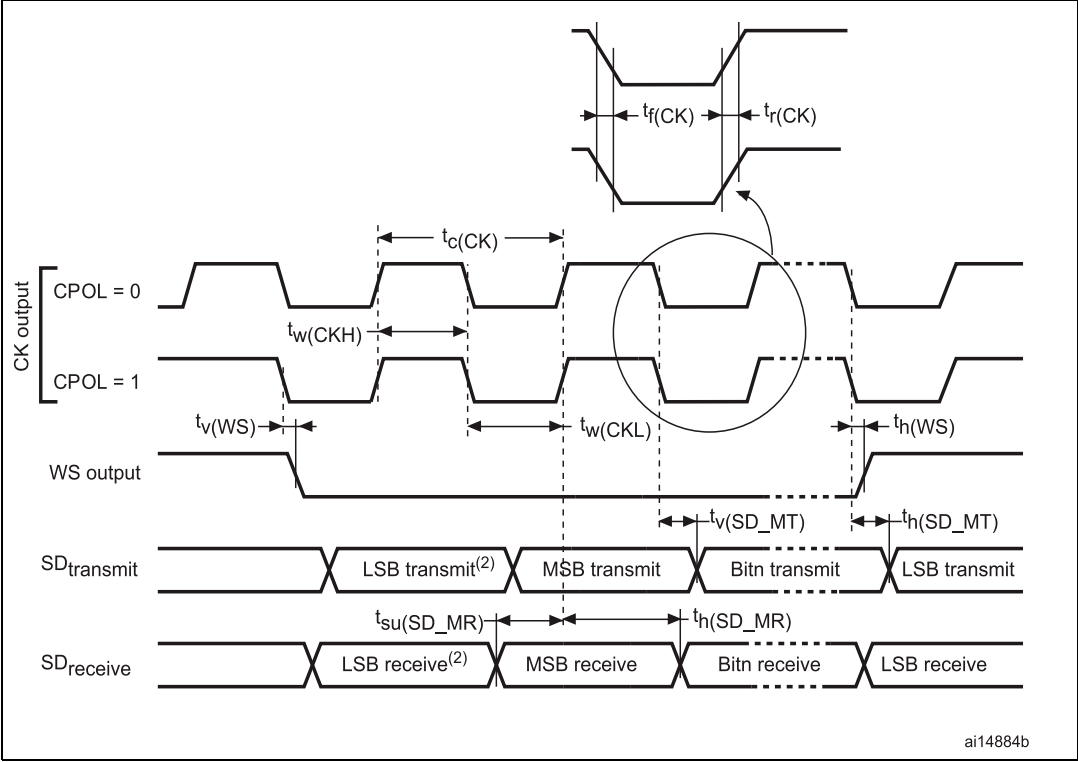 tf(CK)
tr(CK)
tc(CK)
CK output
CPOL = 0
tw(CKH)
CPOL = 1
tv(WS)
tw(CKL)
th(WS)
WS output
tv(SD_MT)
th(SD_MT)
SDtransmit
LSB transmit(2)
MSB transmit
Bitn transmit
LSB transmit
tsu(SD_MR)
th(SD_MR)
SDreceive
LSB receive(2)
MSB receive
Bitn receive
LSB receive
ai14884b